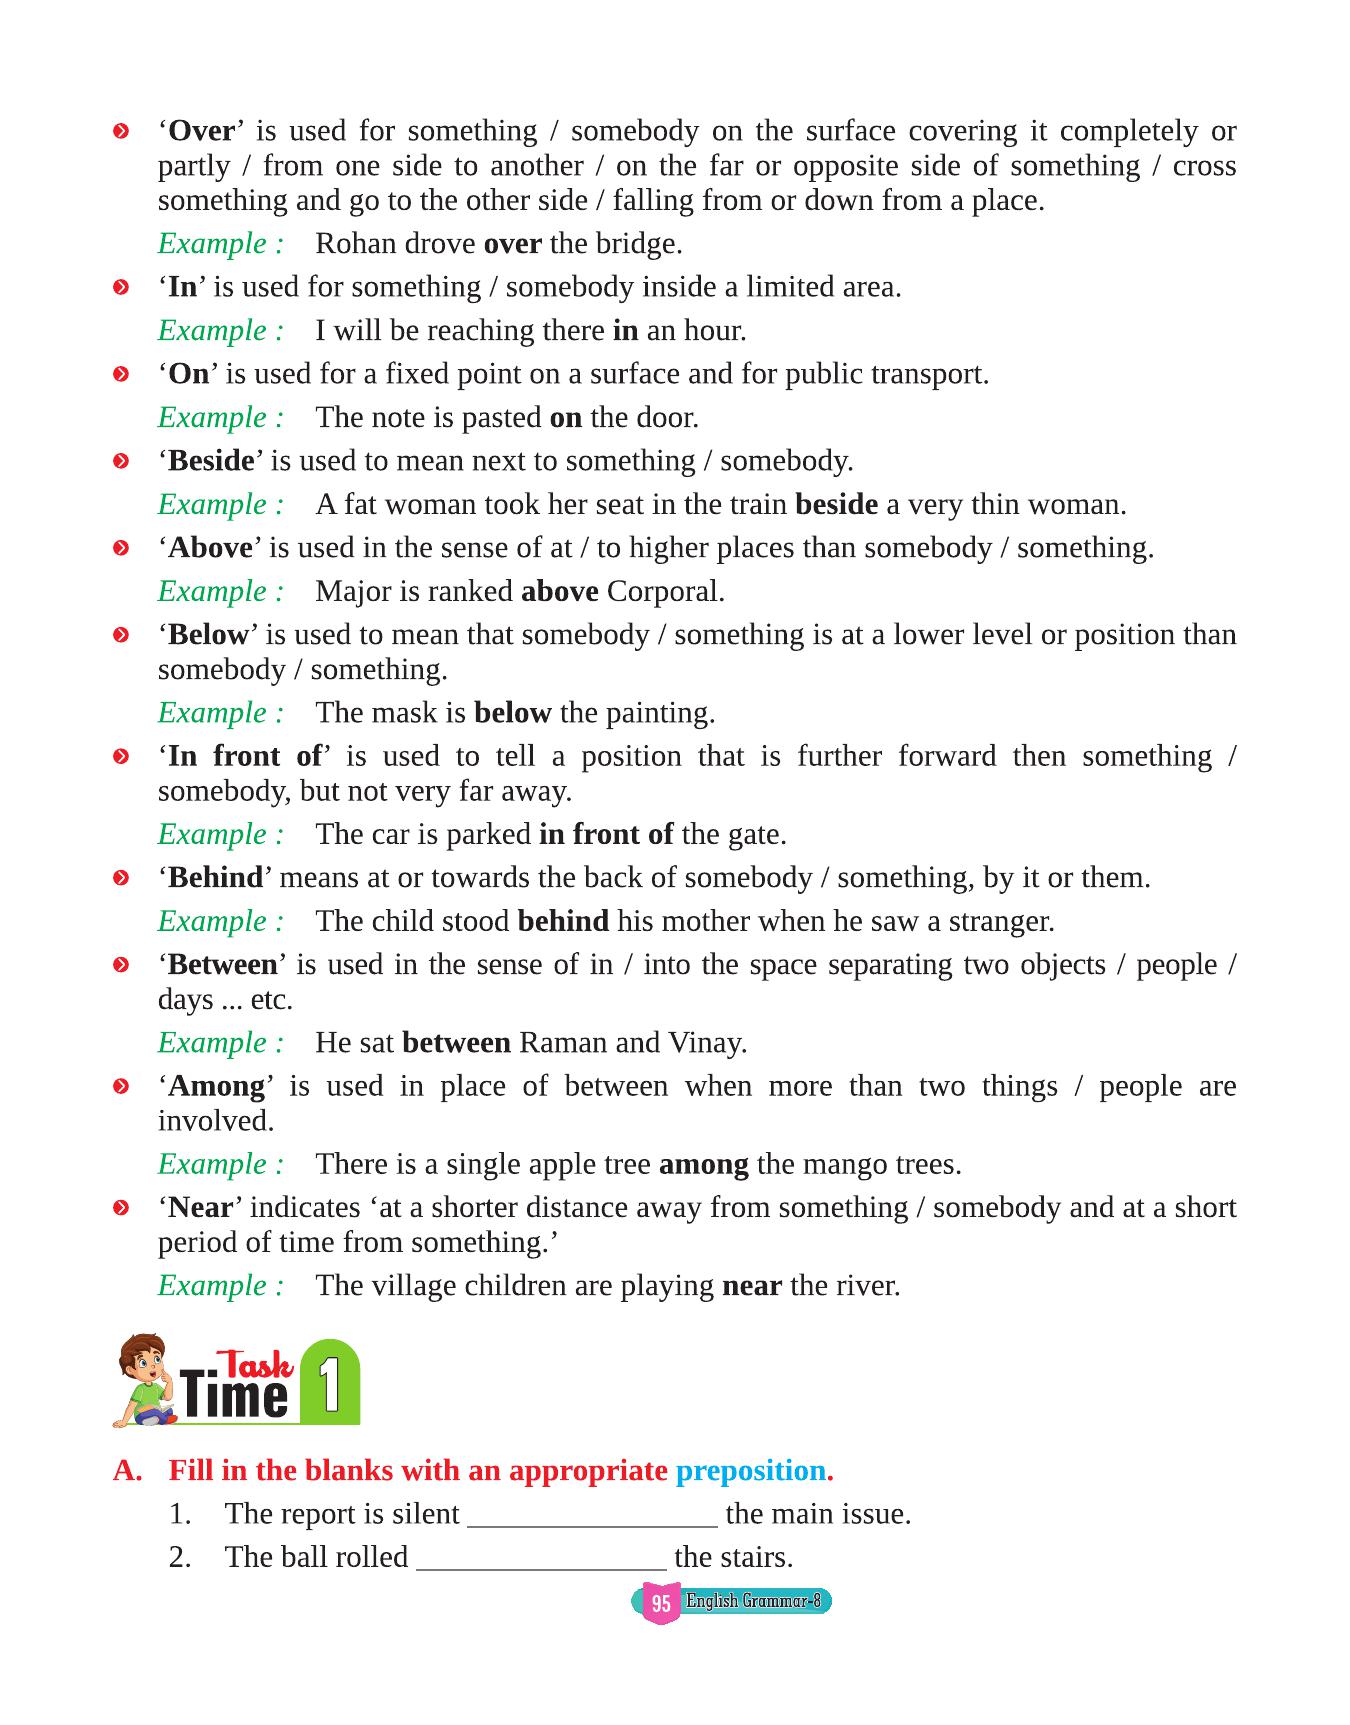 ‘Over’ is used for something / somebody on the surface covering it completely or
partly / from one side to another / on the far or opposite side of something / cross
something and go to the other side / falling from or down from a place.
Example : Rohan drove over the bridge.
‘In’ is used for something / somebody inside a limited area.
Example : I will be reaching there in an hour.
‘On’ is used for a fixed point on a surface and for public transport.
Example : The note is pasted on the door.
‘Beside’ is used to mean next to something / somebody.
Example : A fat woman took her seat in the train beside a very thin woman.
‘Above’ is used in the sense of at / to higher places than somebody / something.
Example : Major is ranked above Corporal.
‘Below’ is used to mean that somebody / something is at a lower level or position than
somebody / something.
Example : The mask is below the painting.
‘In front of’ is used to tell a position that is further forward then something /
somebody, but not very far away.
Example : The car is parked in front of the gate.
‘Behind’ means at or towards the back of somebody / something, by it or them.
Example : The child stood behind his mother when he saw a stranger.
‘Between’ is used in the sense of in / into the space separating two objects / people /
days ... etc.
Example : He sat between Raman and Vinay.
‘Among’ is used in place of between when more than two things / people are
involved.
Example : There is a single apple tree among the mango trees.
‘Near’ indicates ‘at a shorter distance away from something / somebody and at a short
period of time from something.’
Example : The village children are playing near the river.
Task
Time 1
A. Fill in the blanks with an appropriate preposition.
1. The report is silent ________________ the main issue.
2. The ball rolled ________________ the stairs.
95 English Grammar-8